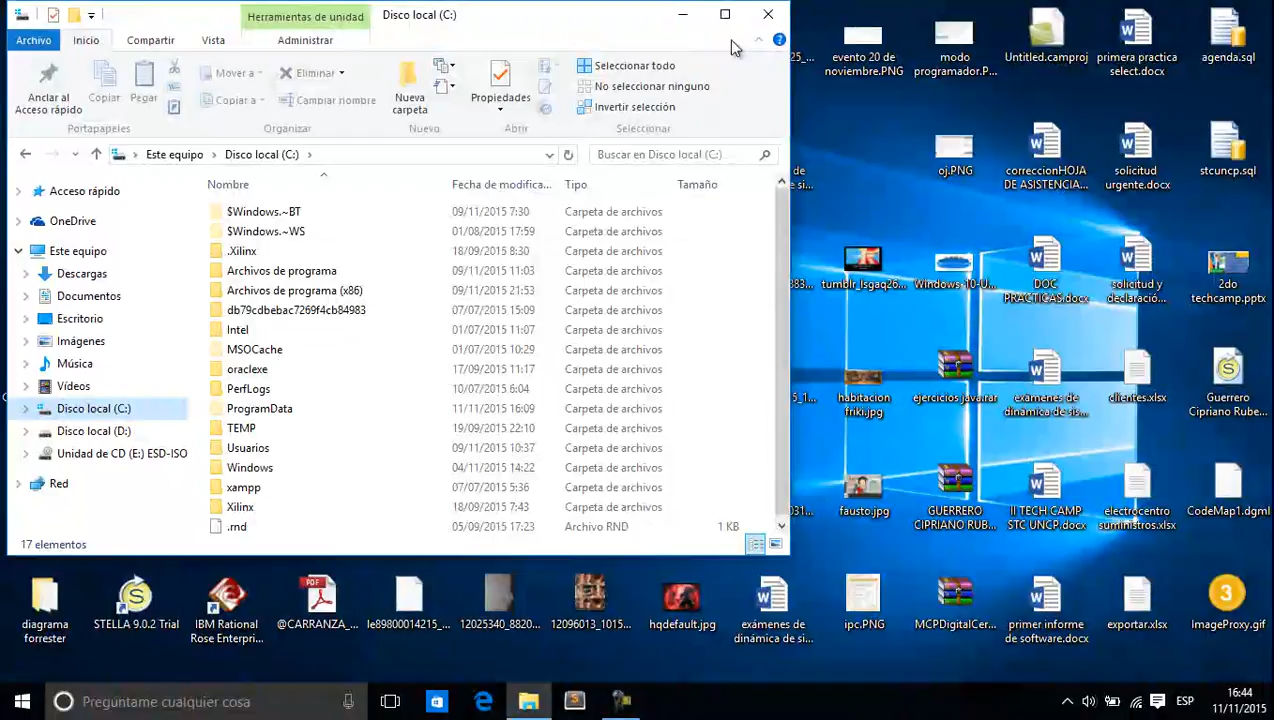 Herramientas de unidad
Disco local (C:)
Archivo
Inicio
Compartir
Vista
Administrar
Anclar al
Acceso rápido
Copiar
Pegar
Mover a
Copiar a
Eliminar
Cambiar nombre
Nueva
carpeta
Propiedades
Seleccionar todo
No seleccionar ninguno
Invertir selección
Portapapeles
Organizar
Nuevo
Abrir
Seleccionar
Este equipo
Disco local (C:)
Buscar en Disco local (C:)
Nombre
Fecha de modifica...
Tipo
Tamaño
Acceso rápido
OneDrive
Este equipo
Descargas
Documentos
Escritorio
Imágenes
Música
Vídeos
Disco local (C:)
Disco local (D:)
Unidad de CD (E:) ESD-ISO
Red
$Windows.~BT 09/11/2015 7:30 Carpeta de archivos
$Windows.~WS 01/08/2015 17:59 Carpeta de archivos
.Xilinx 18/09/2015 8:30 Carpeta de archivos
Archivos de programa 09/11/2015 11:03 Carpeta de archivos
Archivos de programa (x86) 09/11/2015 21:53 Carpeta de archivos
db79cdbebac7269f4cb84983 07/07/2015 15:09 Carpeta de archivos
Intel 01/07/2015 11:07 Carpeta de archivos
MSOCache 01/07/2015 10:29 Carpeta de archivos
oraclexe 17/09/2015 11:17 Carpeta de archivos
PerfLogs 10/07/2015 6:04 Carpeta de archivos
ProgramData 11/11/2015 16:09 Carpeta de archivos
TEMP 19/09/2015 22:10 Carpeta de archivos
Usuarios 09/11/2015 10:37 Carpeta de archivos
Windows 04/11/2015 14:22 Carpeta de archivos
xampp 07/07/2015 5:36 Carpeta de archivos
Xilinx 18/09/2015 7:43 Carpeta de archivos
.rnd 05/09/2015 17:23 Archivo RND 1 KB
17 elementos
evento 20 de
noviembre.PNG
modo
programador.P...
Untitled.camproj
primera practica
select.docx
agenda.sql
oj.PNG
correccionHOJA
DE ASISTENCIA...
solicitud
urgente.docx
stcuncp.sql
tumblr_lsgaq26...
Windows-10-U...
DOC
PRACTICAS.docx
solicitud y
declaració...
2do
techcamp.pptx
habitacion
friki.jpg
ejercicios java.rar
examenes de
dinamica de sis...
clientes.xlsx
Guerrero
Cipriano Rube...
fausto.jpg
GUERRERO
CIPRIANO RUB...
II TECH CAMP
STC UNCP.docx
electrocentro
suministros.xlsx
CodeMap1.dgml
diagrama
forrester
STELLA 9.0.2 Trial
IBM Rational
Rose Enterpri...
@CARRANZA_...
le89800014215_...
12025340_8820...
12096013_1015...
hqdefault.jpg
exámenes de
dinámica de si...
ipc.PNG
MCPDigitalCer...
primer informe
de software.docx
exportar.xlsx
ImageProxy.gif
Pregúntame cualquier cosa
ESP
16:44
11/11/2015